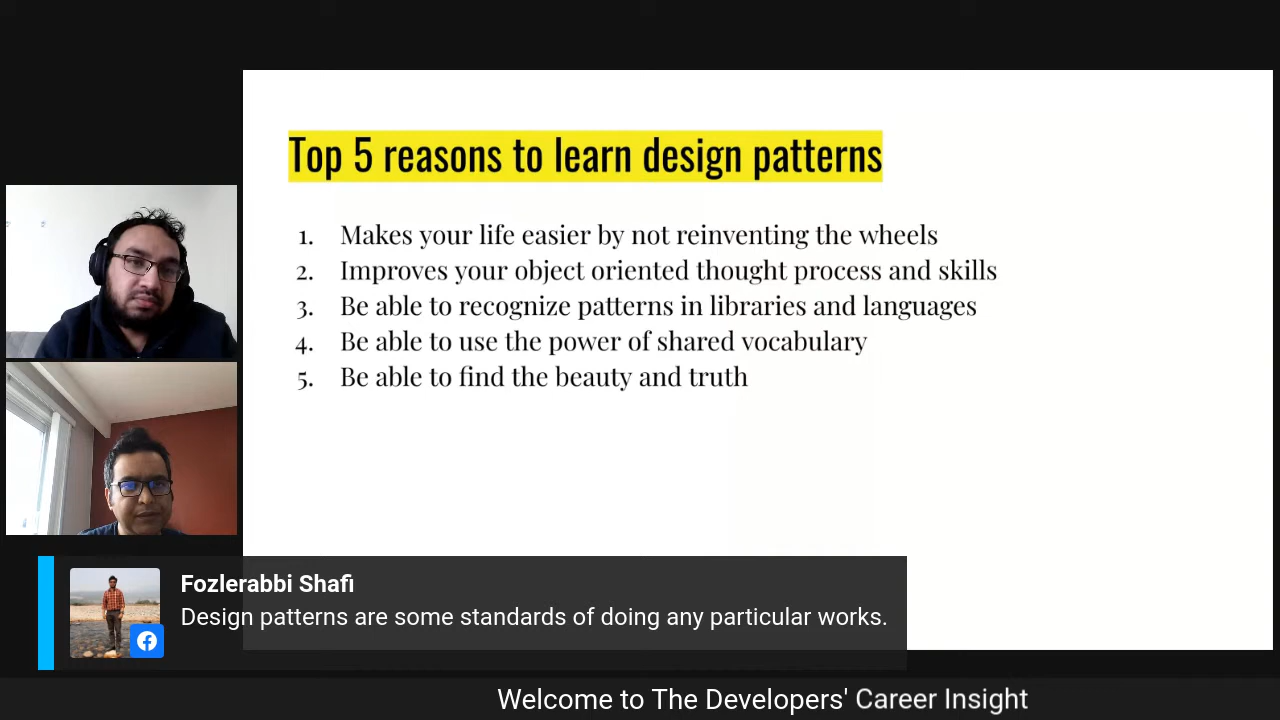 Top 5 reasons to learn design patterns
1. Makes your life easier by not reinventing the wheels
2. Improves your object oriented thought process and skills
3. Be able to recognize patterns in libraries and languages
4. Be able to use the power of shared vocabulary
5. Be able to find the beauty and truth
Fozlerabbi Shafi
Design patterns are some standards of doing any particular works.
Welcome to The Developers' Career Insight